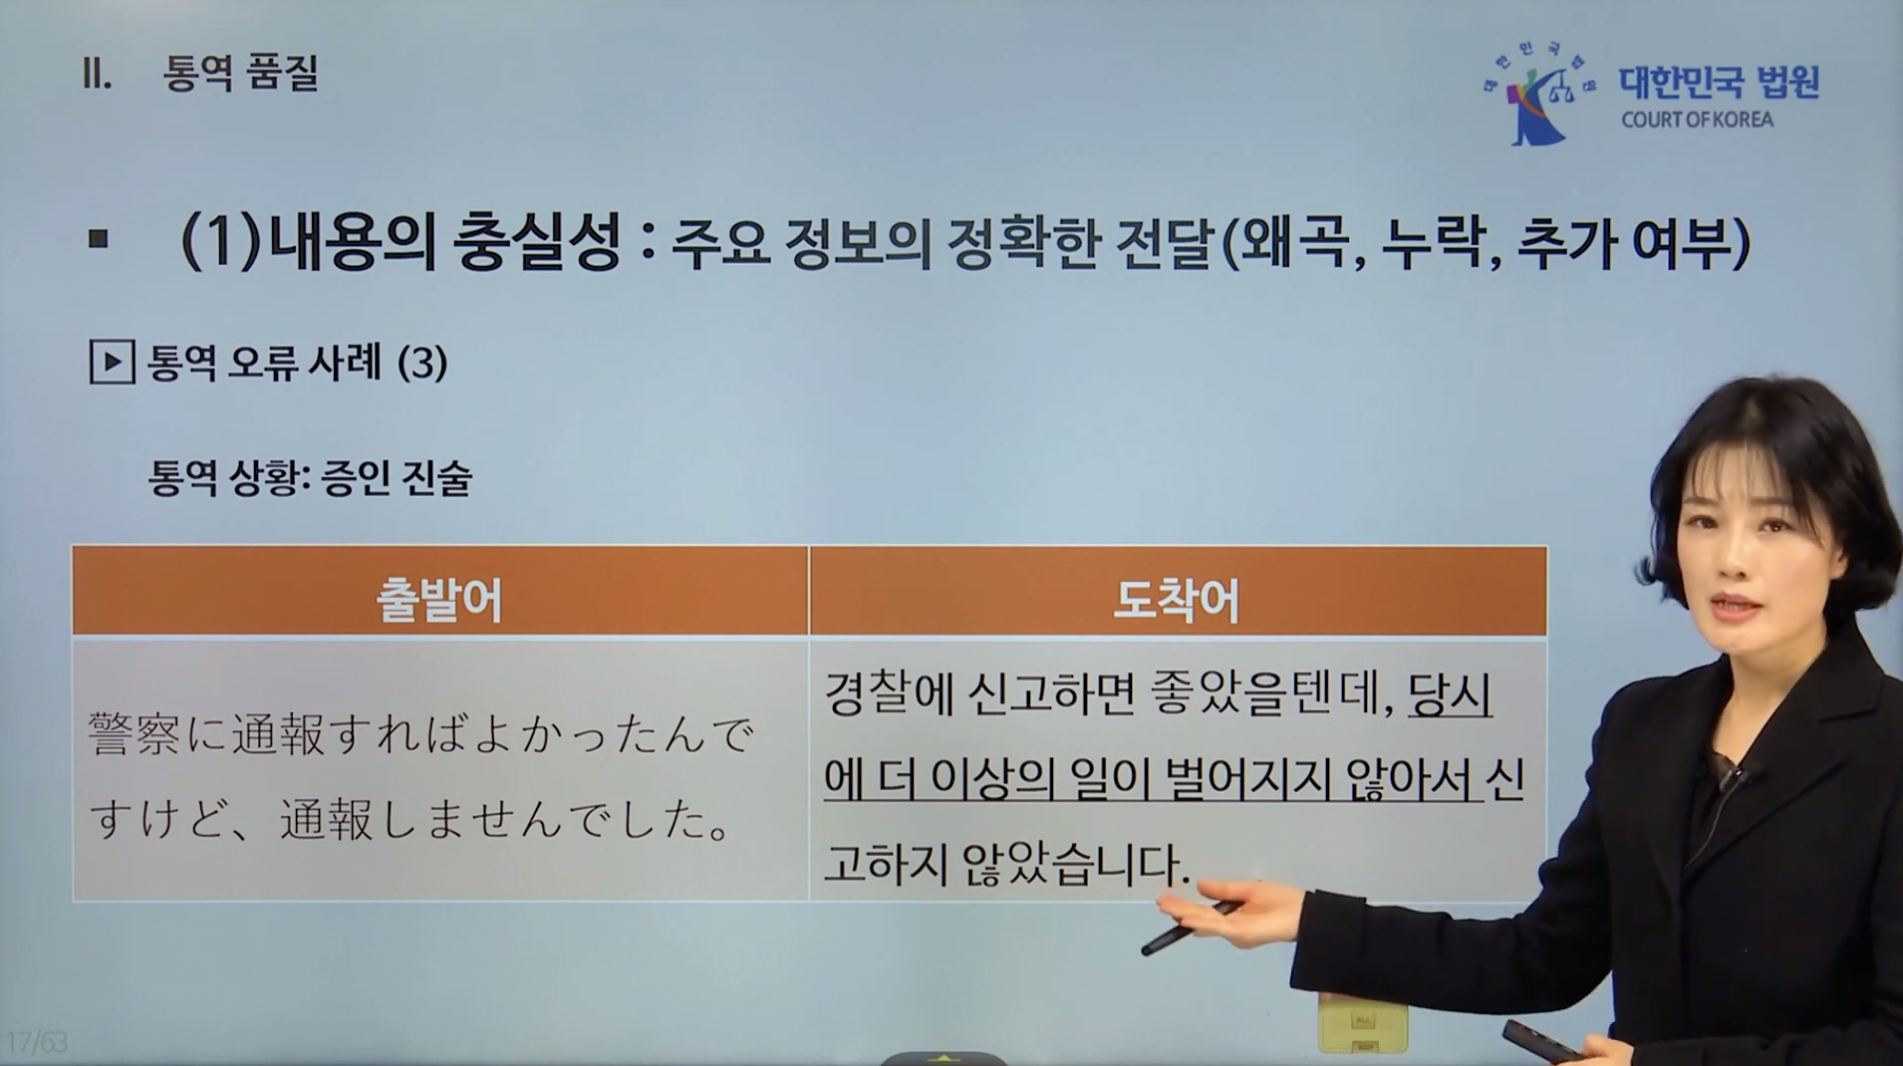 II. 통역 품질
대한민국 법원
대한민국 법원
COURT OF KOREA
▪ (1)내용의 충실성 : 주요 정보의 정확한 전달(왜곡, 누락, 추가 여부)
통역 오류 사례 (3)
통역 상황: 증인 진술
출발어
도착어
警察に通報すればよかったんで
すけど、通報しませんでした。
경찰에 신고하면 좋았을텐데, 당시
에 더 이상의 일이 벌어지지 않아서 신
고하지 않았습니다.
17/63